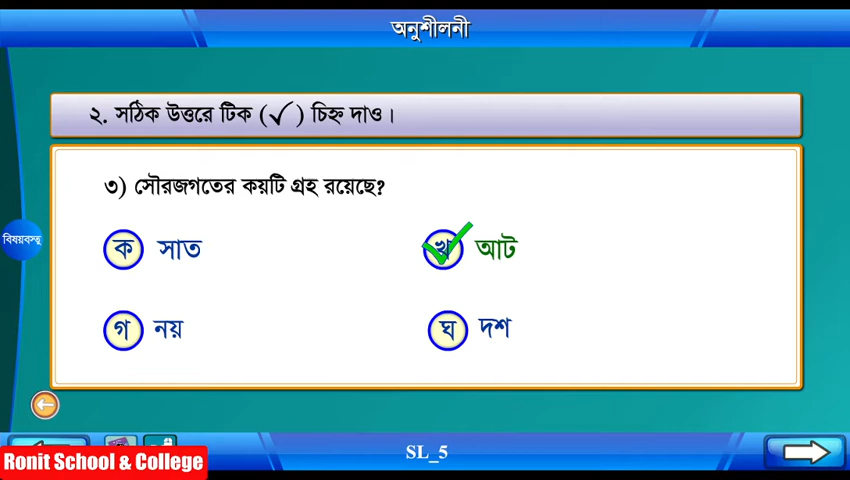 অনুশীলনী
২. সঠিক উত্তরে টিক (✓) চিহ্ন দাও।
৩) সৌরজগতের কয়টি গ্রহ রয়েছে?
ক সাত
খ আট
গ নয়
ঘ দশ
বিষয়বস্তু
SL_5
Ronit School & College